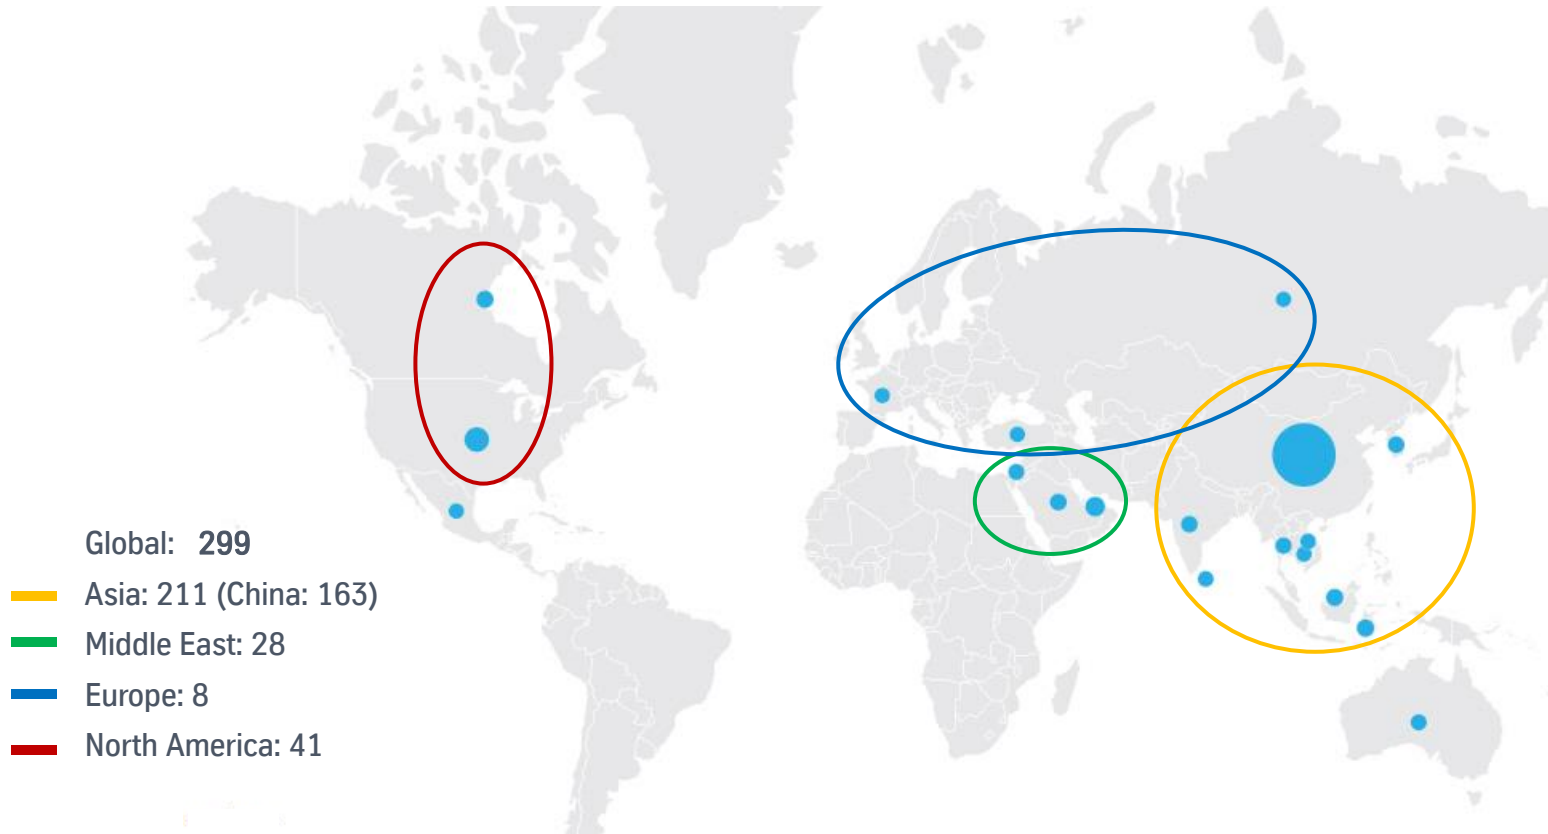 Global: 299
Asia: 211 (China: 163)
Middle East: 28
Europe: 8
North America: 41